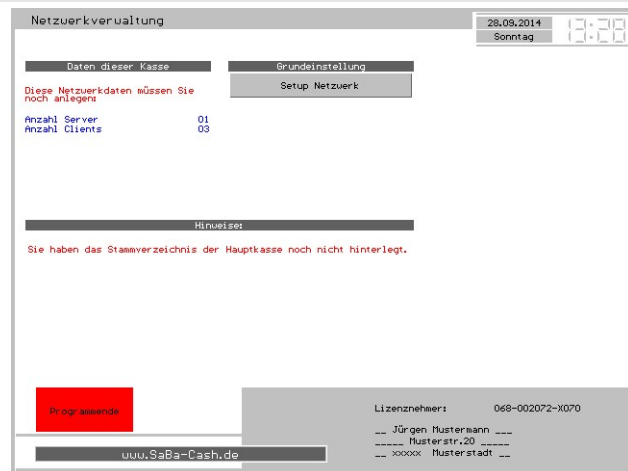 Netzwerkverwaltung
28.09.2014
Sonntag
13:28
Daten dieser Kasse
Grundeinstellung
Diese Netzwerkdaten müssen Sie
noch anlegen:
Setup Netzwerk
Anzahl Server 01
Anzahl Clients 03
Hinweise:
Sie haben das Stammverzeichnis der Hauptkasse noch nicht hinterlegt.
Programmende
Lizenznehmer: 068-002072-X070
__ Jürgen Mustermann ___
_____ Musterstr.20 _____
__ xxxxx Musterstadt __
www.SaBa-Cash.de